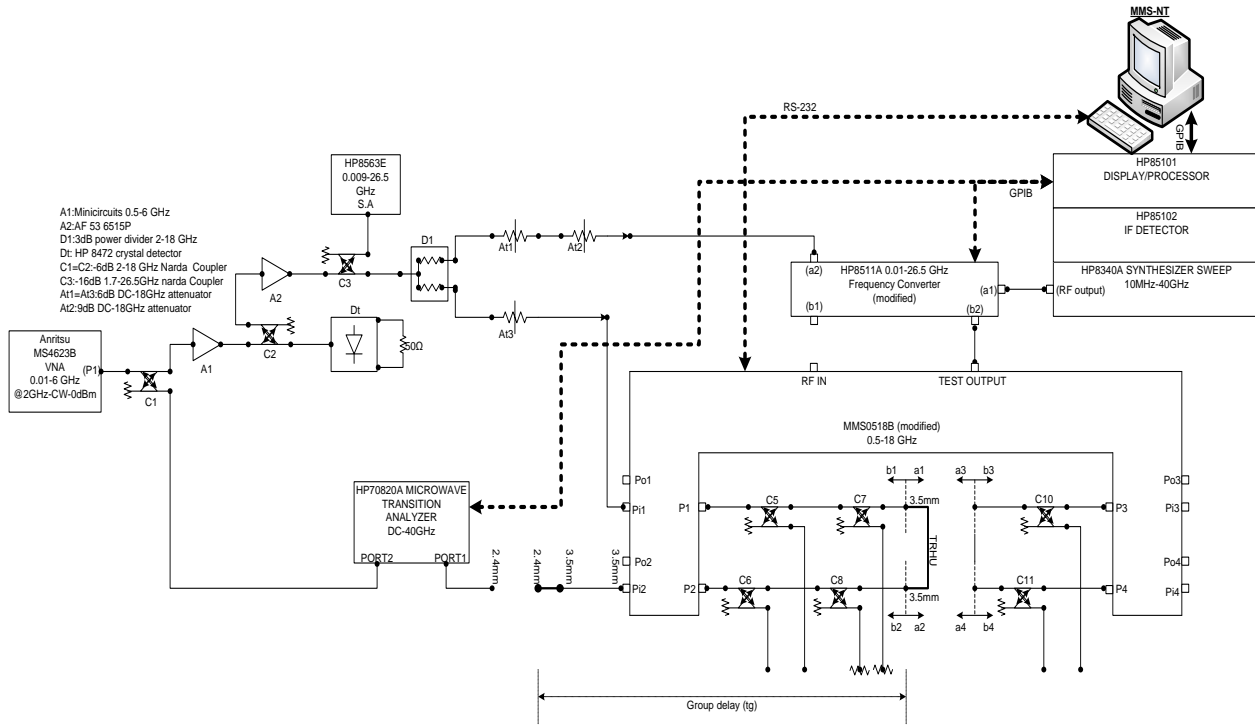 MMS-NT
RS-232
GPIB
HP85101
DISPLAY/PROCESSOR
GPIB
HP85102
IF DETECTOR
HP8340A SYNTHESIZER SWEEP
10MHz-40GHz
(RF output)
HP8563E
0.009-26.5
GHz
S.A
A1:Minicircuits 0.5-6 GHz
A2:AF 53 6515P
D1:3dB power divider 2-18 GHz
Dt: HP 8472 crystal detector
C1=C2:-6dB 2-18 GHz Narda Coupler
C3:-16dB 1.7-26.5GHz narda Coupler
At1=At3:6dB DC-18GHz attenuator
At2:9dB DC-18GHz attenuator
D1
At1
At2
C3
A2
At3
(a2)
HP8511A 0.01-26.5 GHz
Frequency Converter
(modified)
(a1)
(b1)
(b2)
Dt
50Ω
C2
A1
Anritsu
MS4623B
VNA
0.01-6 GHz
@2GHz-CW-0dBm
(P1)
C1
RF IN
TEST OUTPUT
MMS0518B (modified)
0.5-18 GHz
HP70820A MICROWAVE
TRANSITION
ANALYZER
DC-40GHz
PORT2
PORT1
2.4mm
2.4mm
3.5mm
3.5mm
Po1
Pi1
Po2
Pi2
P1
P2
C5
C7
C6
C8
b1
a1
3.5mm
TRHU
3.5mm
b2
a2
a3
b3
a4
b4
C10
C11
P3
P4
Po3
Pi3
Po4
Pi4
Group delay (tg)